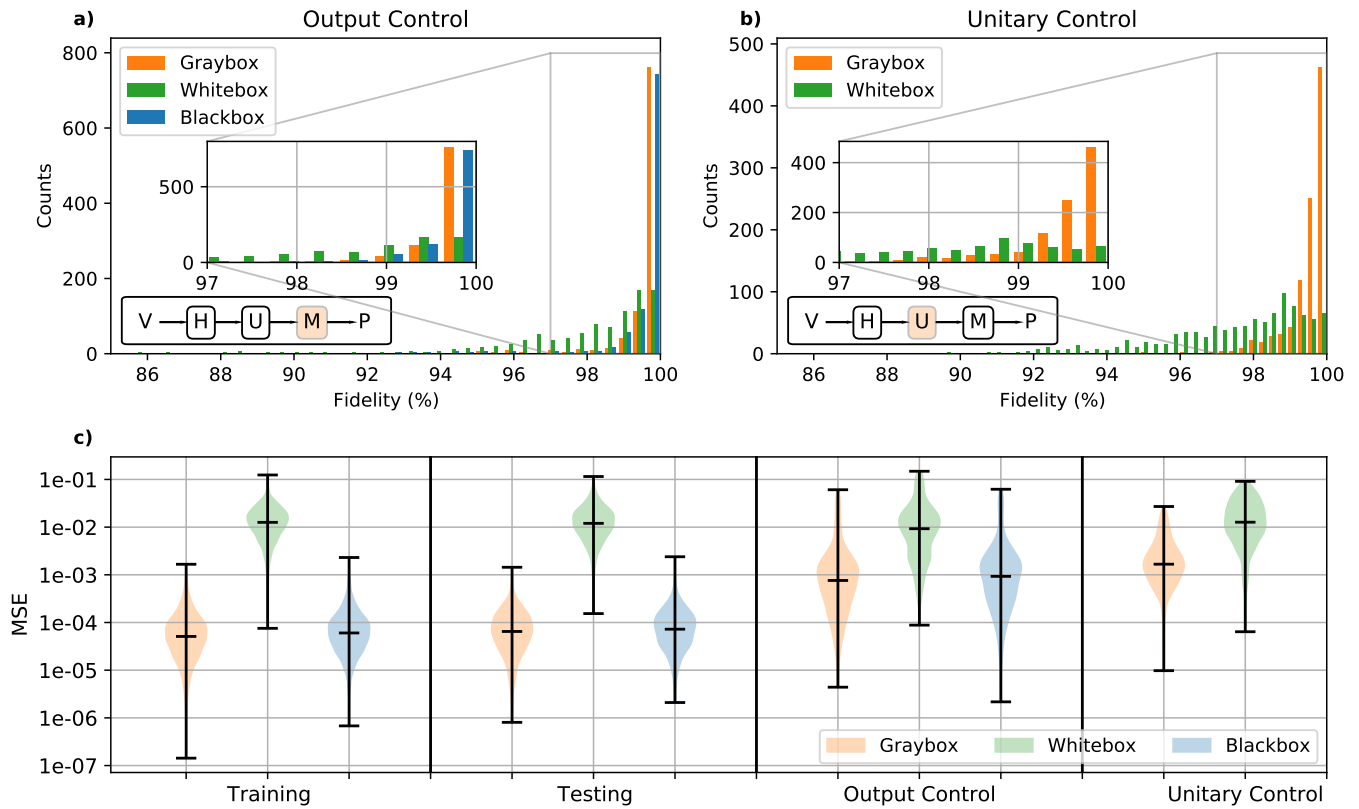 a) Output Control
800
600
400
200
0
Counts
Graybox
Whitebox
Blackbox
500
0
97 98 99 100
V H U M P
86 88 90 92 94 96 98 100
Fidelity (%)
b) Unitary Control
500
400
300
200
100
0
Counts
Graybox
Whitebox
400
200
0
97 98 99 100
V H U M P
86 88 90 92 94 96 98 100
Fidelity (%)
c)
1e-01
1e-02
1e-03
1e-04
1e-05
1e-06
1e-07
MSE
Graybox Whitebox Blackbox
Training Testing Output Control Unitary Control